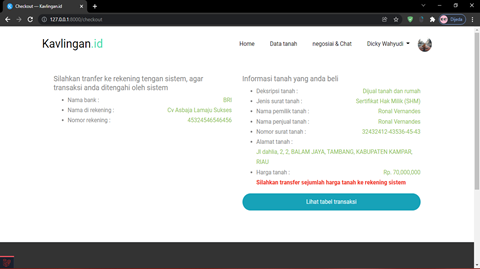 Checkout — Kavlingan.id
127.0.0.1:8000/checkout
Dijeda
Kavlingan.id
Home
Data tanah
negosiai & Chat
Dicky Wahyudi
Silahkan tranfer ke rekening tengan sistem, agar
transaksi anda ditengahi oleh sistem
Nama bank : BRI
Nama di rekening : Cv Asbaja Lamaju Sukses
Nomor rekening : 45324546546456
Informasi tanah yang anda beli
Deksripsi tanah : Dijual tanah dan rumah
Jenis surat tanah : Sertifikat Hak Milik (SHM)
Nama pemilik tanah : Ronal Vernandes
Nama penjual tanah : Ronal Vernandes
Nomor surat tanah : 32432412-43536-45-43
Alamat tanah :
Jl dahlia, 2, 2, BALAM JAYA, TAMBANG, KABUPATEN KAMPAR,
RIAU
Harga tanah : Rp. 70,000,000
Silahkan transfer sejumlah harga tanah ke rekening sistem
Lihat tabel transaksi